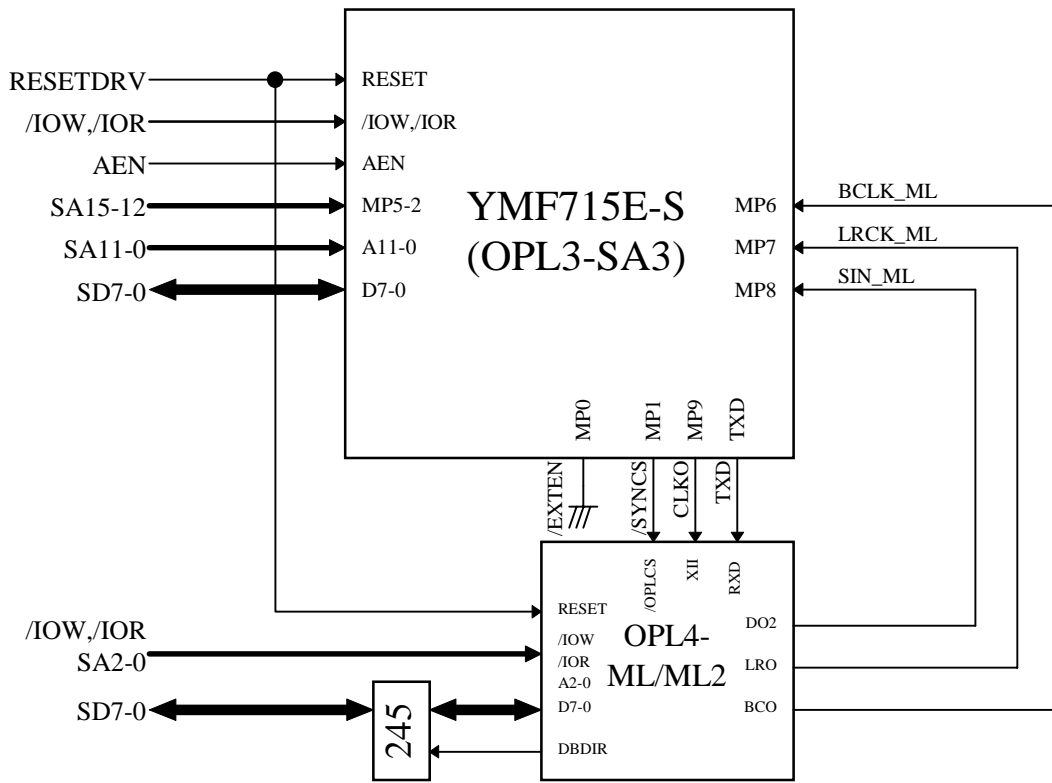 RESETDRV
RESET
/IOW,/IOR
/IOW,/IOR
AEN
AEN
SA15-12
MP5-2
YMF715E-S
MP6
BCLK_ML
SA11-0
A11-0
(OPL3-SA3)
MP7
LRCK_ML
SD7-0
D7-0
MP8
SIN_ML
MP0
MP1
MP9
TXD
/EXTEN
/SYNCS
CLKO
TXD
/OPLCS
XII
RXD
RESET
/IOW,/IOR
SA2-0
/IOW
/IOR
A2-0
OPL4-
ML/ML2
DO2
LRO
SD7-0
245
D7-0
BCO
DBDIR